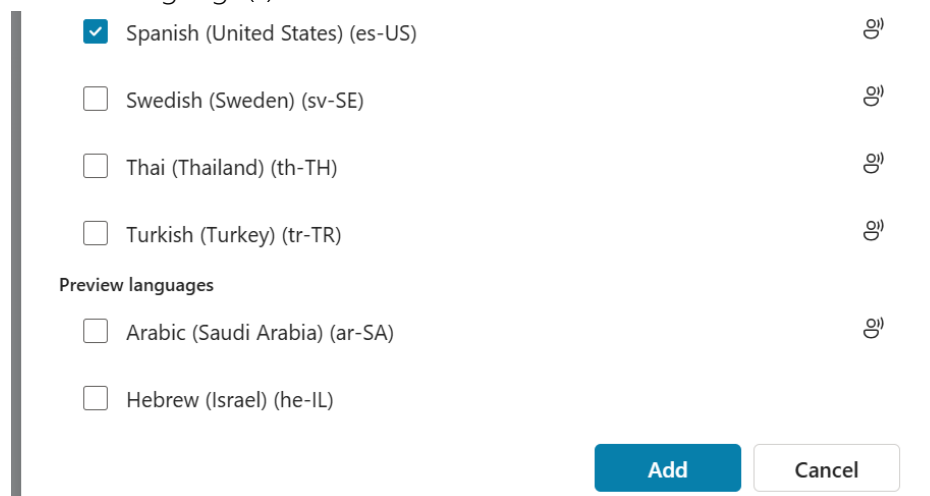 Spanish (United States) (es-US)
Swedish (Sweden) (sv-SE)
Thai (Thailand) (th-TH)
Turkish (Turkey) (tr-TR)
Preview languages
Arabic (Saudi Arabia) (ar-SA)
Hebrew (Israel) (he-IL)
Add Cancel